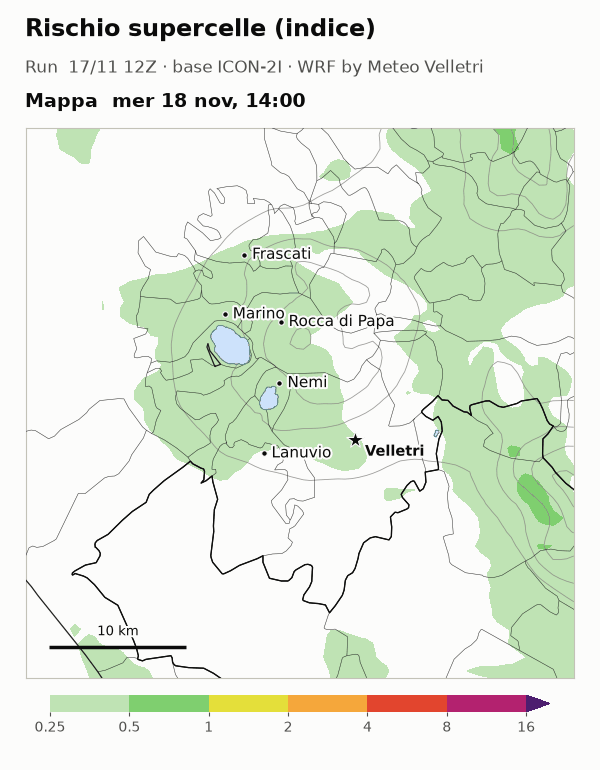 Rischio supercelle (indice)
Run  17/11 12Z · base ICON-2I · WRF by Meteo Velletri
Mappa  mer 18 nov, 14:00
Frascati
Marino
Rocca di Papa
Nemi
Velletri
Lanuvio
10 km
0.25 0.5 1 2 4 8 16